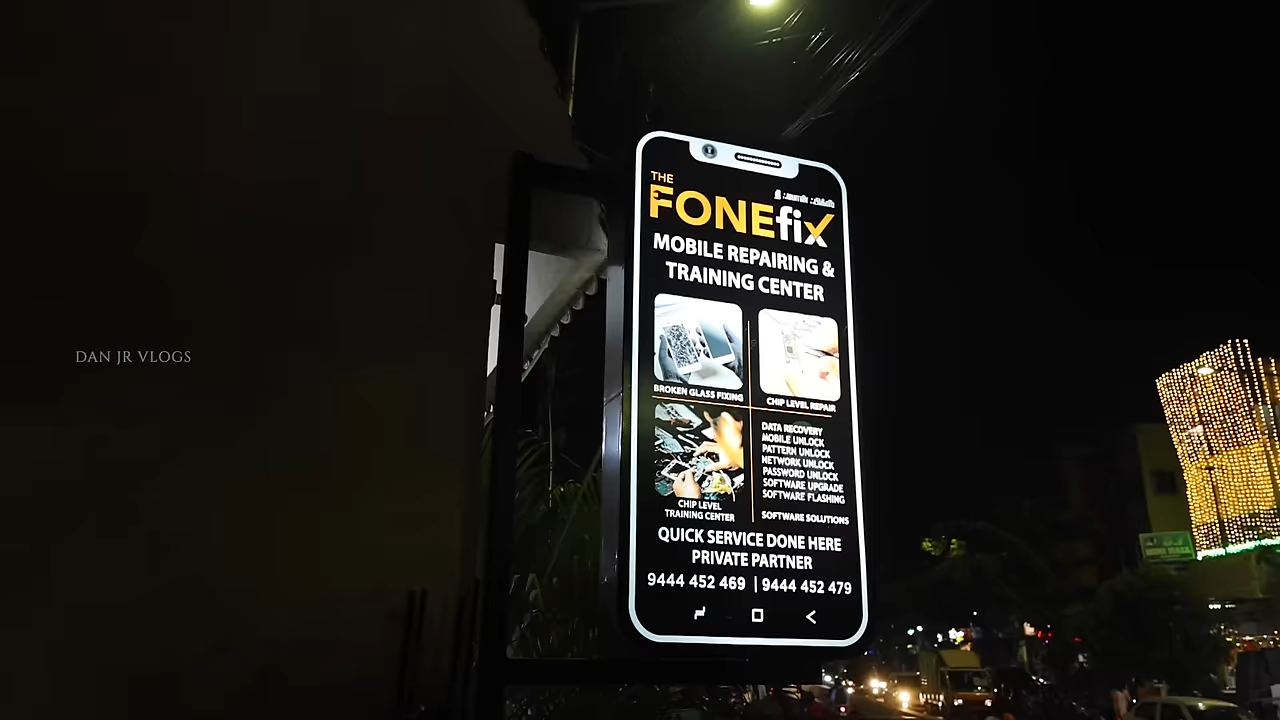 DAN JR VLOGS
THE
FONEfix
MOBILE REPAIRING &
TRAINING CENTER
BROKEN GLASS FIXING
CHIP LEVEL REPAIR
CHIP LEVEL
TRAINING CENTER
DATA RECOVERY
MOBILE UNLOCK
PATTERN UNLOCK
NETWORK UNLOCK
PASSWORD UNLOCK
SOFTWARE UPGRADE
SOFTWARE FLASHING
SOFTWARE SOLUTIONS
QUICK SERVICE DONE HERE
PRIVATE PARTNER
9444 452 469 | 9444 452 479